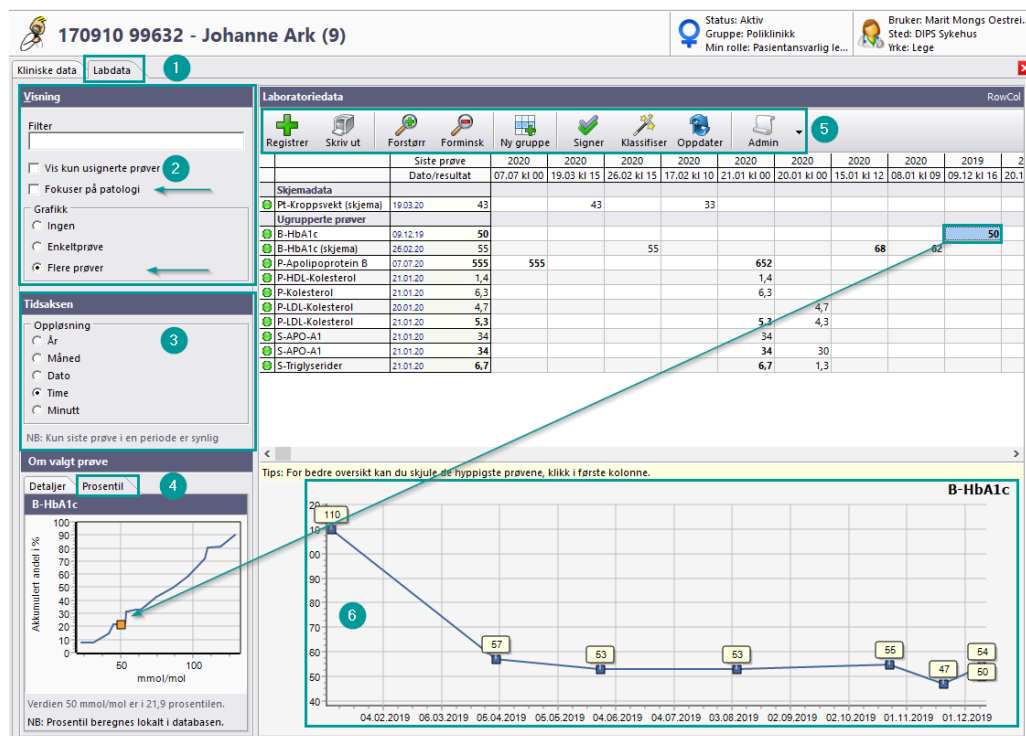 170910 99632 - Johanne Ark (9)
Status: Aktiv
Gruppe: Poliklinikk
Min rolle: Pasientansvarlig le...
Bruker: Marit Mongs Oestrei...
Sted: DIPS Sykehus
Yrke: Lege
Kliniske data
Labdata
1
Visning
Filter
Vis kun usignerte prøver
2
Fokuser på patologi
Grafikk
Ingen
Enkeltprøve
Flere prøver
Tidsaksen
Oppløsning
År
3
Måned
Dato
Time
Minutt
NB: Kun siste prøve i en periode er synlig
Om valgt prøve
Detaljer
Prosentil
4
B-HbA1c
Akkumulert andel i %
100
90
80
70
60
50
40
30
20
10
0
50 100
mmol/mol
Verdien 50 mmol/mol er i 21,9 prosentilen.
NB: Prosentil beregnes lokalt i databasen.
Laboratoriedata RowCol
Registrer Skriv ut Forstørr Forminsk Ny gruppe Signer Klassifiser Oppdater Admin
5
Siste prøve 2020 2020 2020 2020 2020 2020 2020 2020 2019 2
Dato/resultat 07.07 kl 00 19.03 kl 15 26.02 kl 15 17.02 kl 10 21.01 kl 00 20.01 kl 00 15.01 kl 12 08.01 kl 09 09.12 kl 16 20.1
Skjemadata
Pt-Kroppsvekt (skjema) 19.03.20 43 43 33
Ugrupperte prøver
B-HbA1c 09.12.19 50 50
B-HbA1c (skjema) 26.02.20 55 55 68 62
P-Apolipoprotein B 07.07.20 555 555 652
P-HDL-Kolesterol 21.01.20 1,4 1,4
P-Kolesterol 21.01.20 6,3 6,3
P-LDL-Kolesterol 20.01.20 4,7 4,7
P-LDL-Kolesterol 21.01.20 5,3 5,3 4,3
S-APO-A1 21.01.20 34 34
S-APO-A1 21.01.20 34 34 30
S-Triglyserider 21.01.20 6,7 6,7 1,3
Tips: For bedre oversikt kan du skjule de hyppigste prøvene, klikk i første kolonne.
B-HbA1c
20
10
00
90
80
70
60
50
40
110
57
53
53
55
47
54
50
6
04.02.2019 06.03.2019 05.04.2019 05.05.2019 04.06.2019 04.07.2019 03.08.2019 02.09.2019 02.10.2019 01.11.2019 01.12.2019